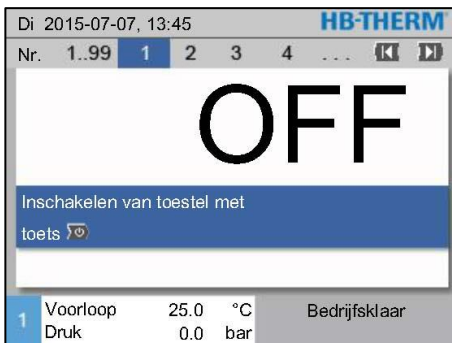 Di 2015-07-07, 13:45 HB-THERM
Nr. 1..99 1 2 3 4 ...
OFF
Inschakelen van toestel met
toets
1 Voorloop 25.0 °C Bedrijfsklaar
Druk 0.0 bar